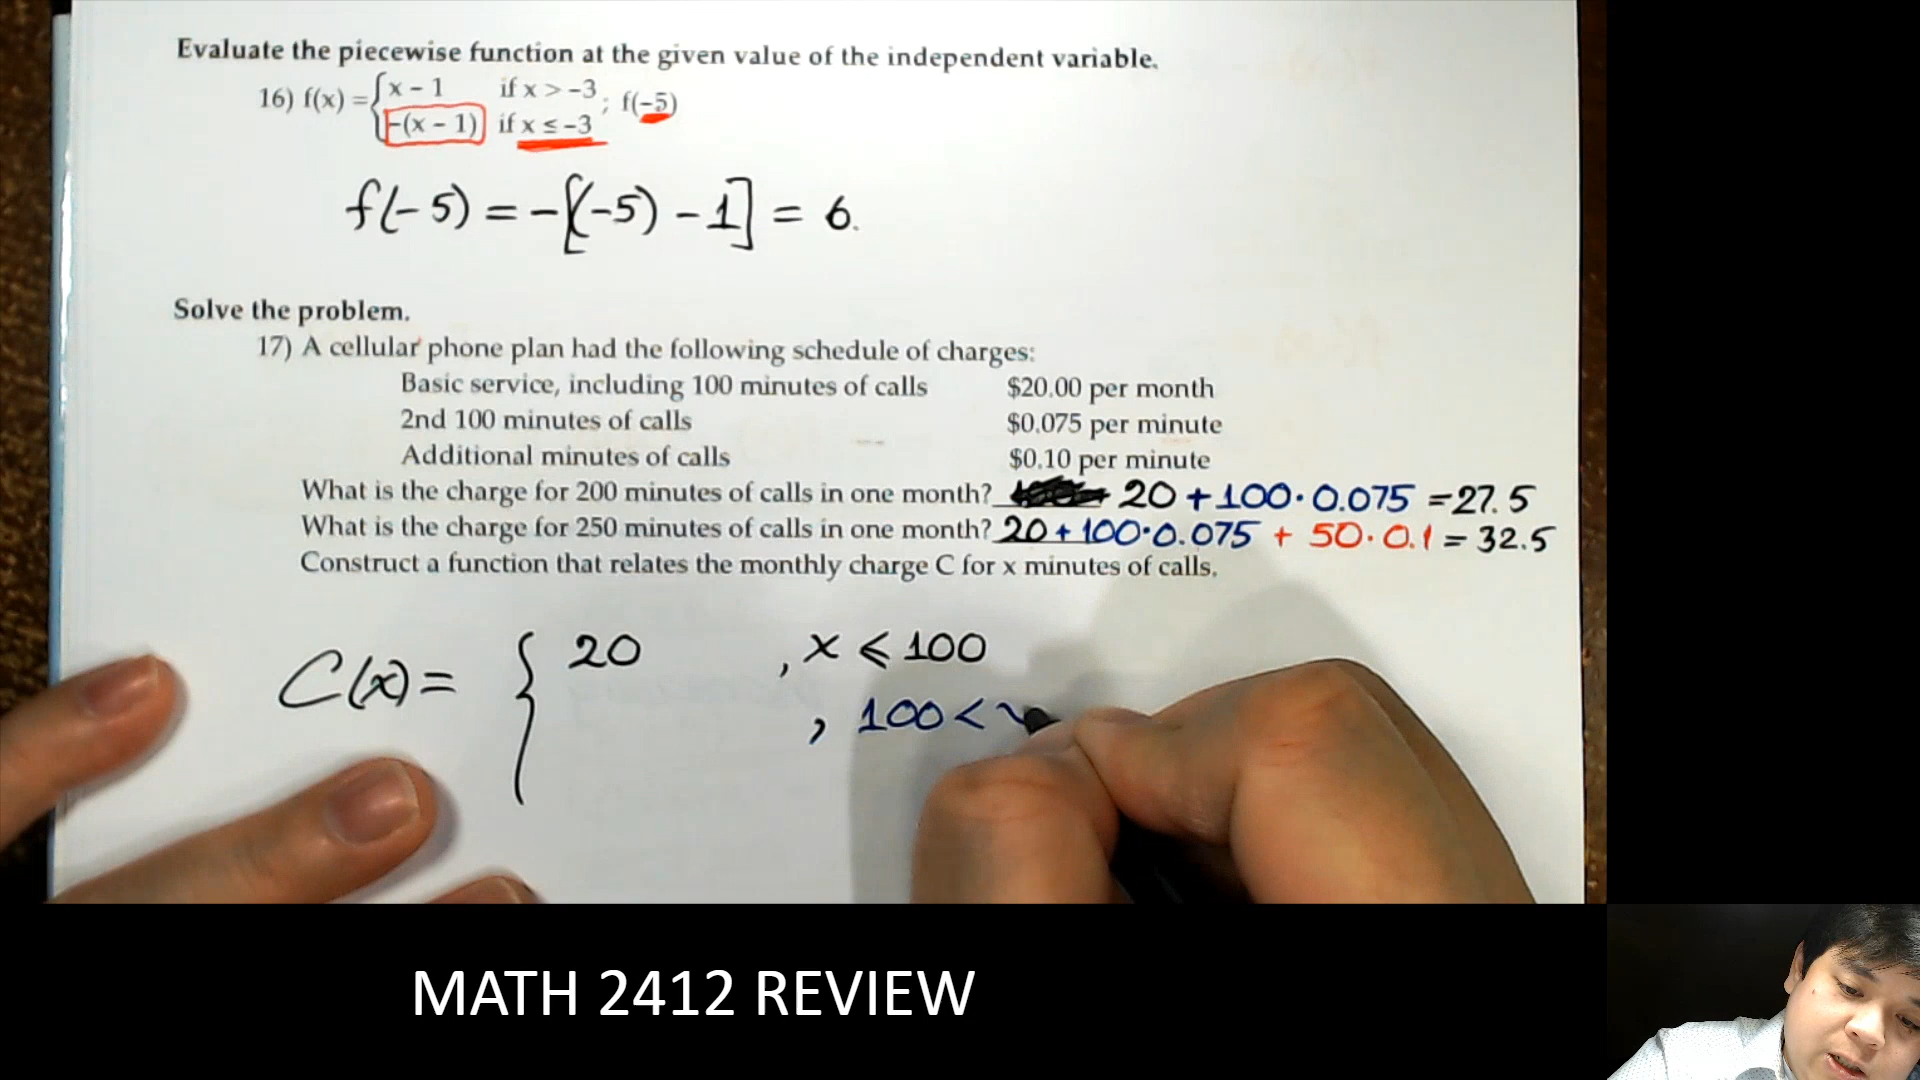 Evaluate the piecewise function at the given value of the independent variable.
16) f(x) = { x − 1 if x > −3 ; f(−5)
−(x − 1) if x ≤ −3
f(−5) = −[(−5) − 1] = 6.
Solve the problem.
17) A cellular phone plan had the following schedule of charges:
Basic service, including 100 minutes of calls $20.00 per month
2nd 100 minutes of calls $0.075 per minute
Additional minutes of calls $0.10 per minute
What is the charge for 200 minutes of calls in one month? 20 + 100·0.075 = 27.5
What is the charge for 250 minutes of calls in one month? 20 + 100·0.075 + 50·0.1 = 32.5
Construct a function that relates the monthly charge C for x minutes of calls.
C(x) = { 20 , x ⩽ 100
, 100 <
MATH 2412 REVIEW